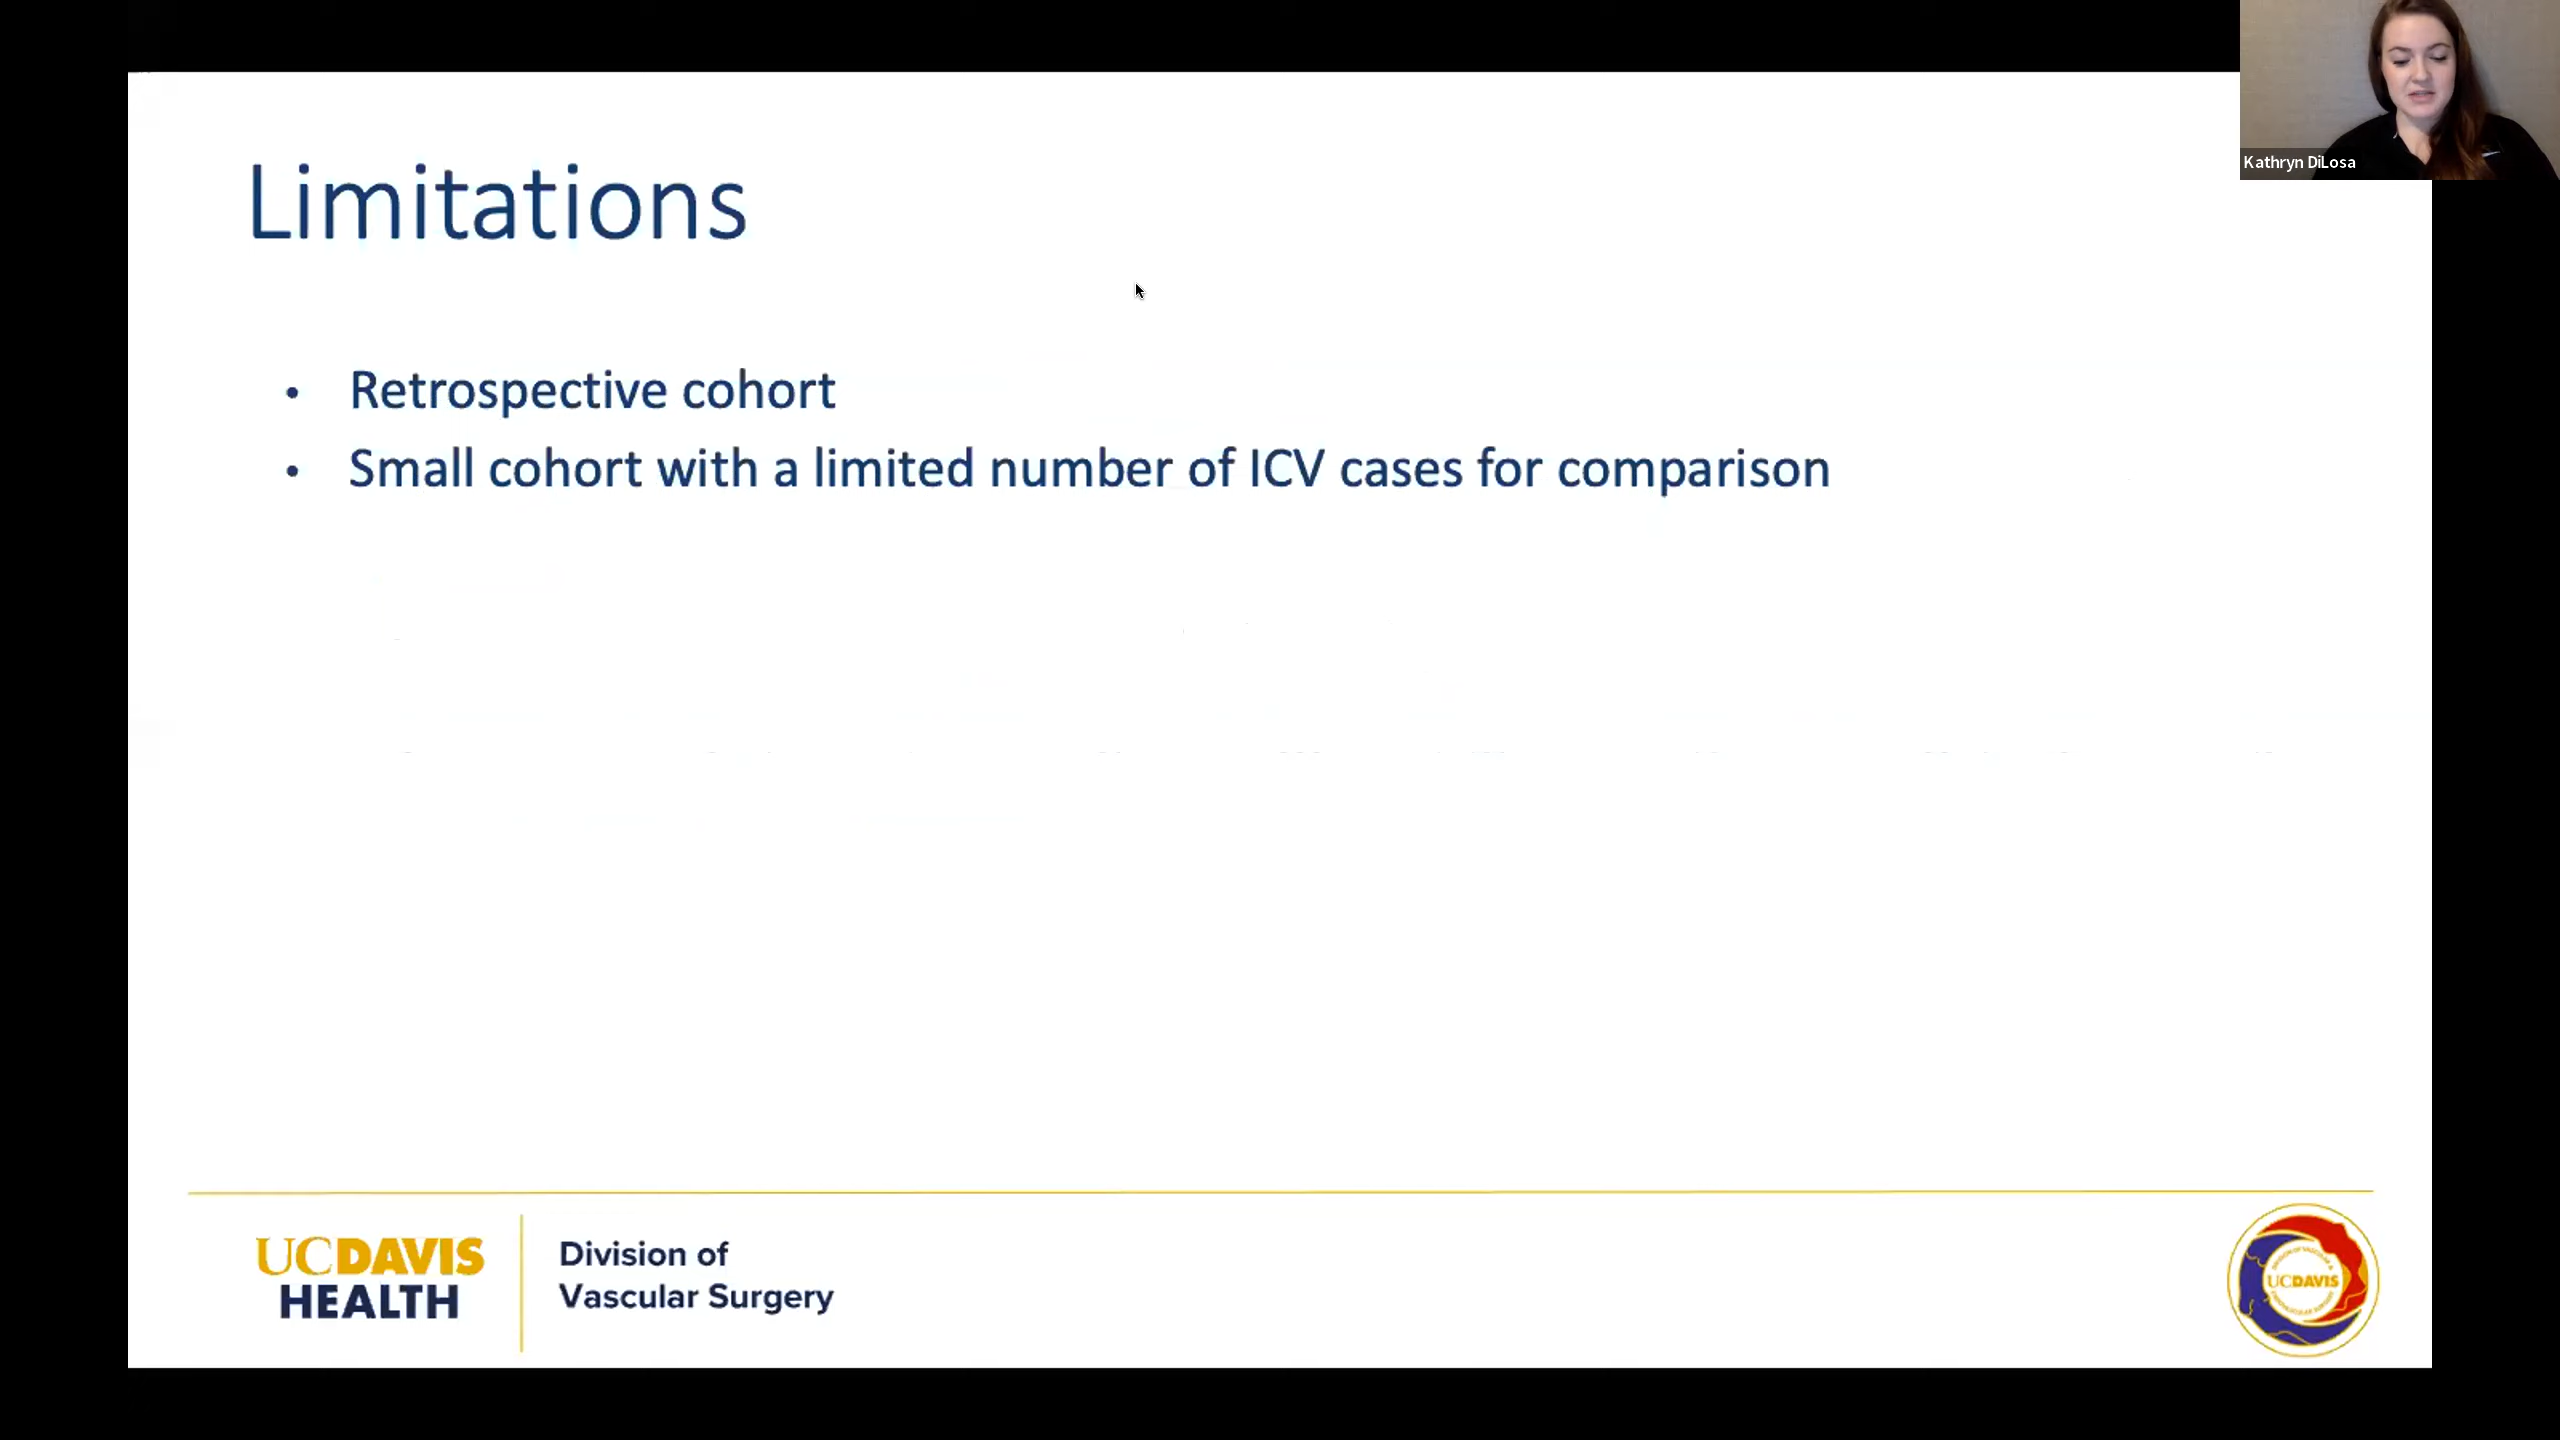 Kathryn DiLosa
Limitations
• Retrospective cohort
• Small cohort with a limited number of ICV cases for comparison
UCDAVIS
HEALTH
Division of
Vascular Surgery
UCDAVIS